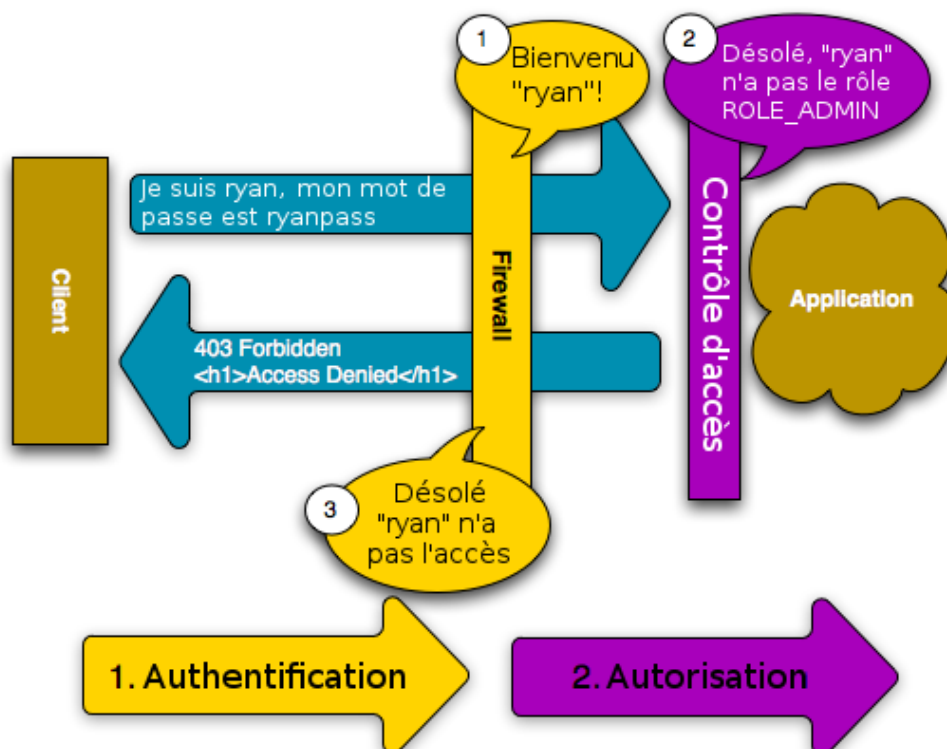 1
Bienvenu
"ryan"!
2
Désolé, "ryan"
n'a pas le rôle
ROLE_ADMIN
Je suis ryan, mon mot de
passe est ryanpass
Client
Firewall
Contrôle d'accès
Application
403 Forbidden
<h1>Access Denied</h1>
3
Désolé
"ryan" n'a
pas l'accès
1. Authentification
2. Autorisation